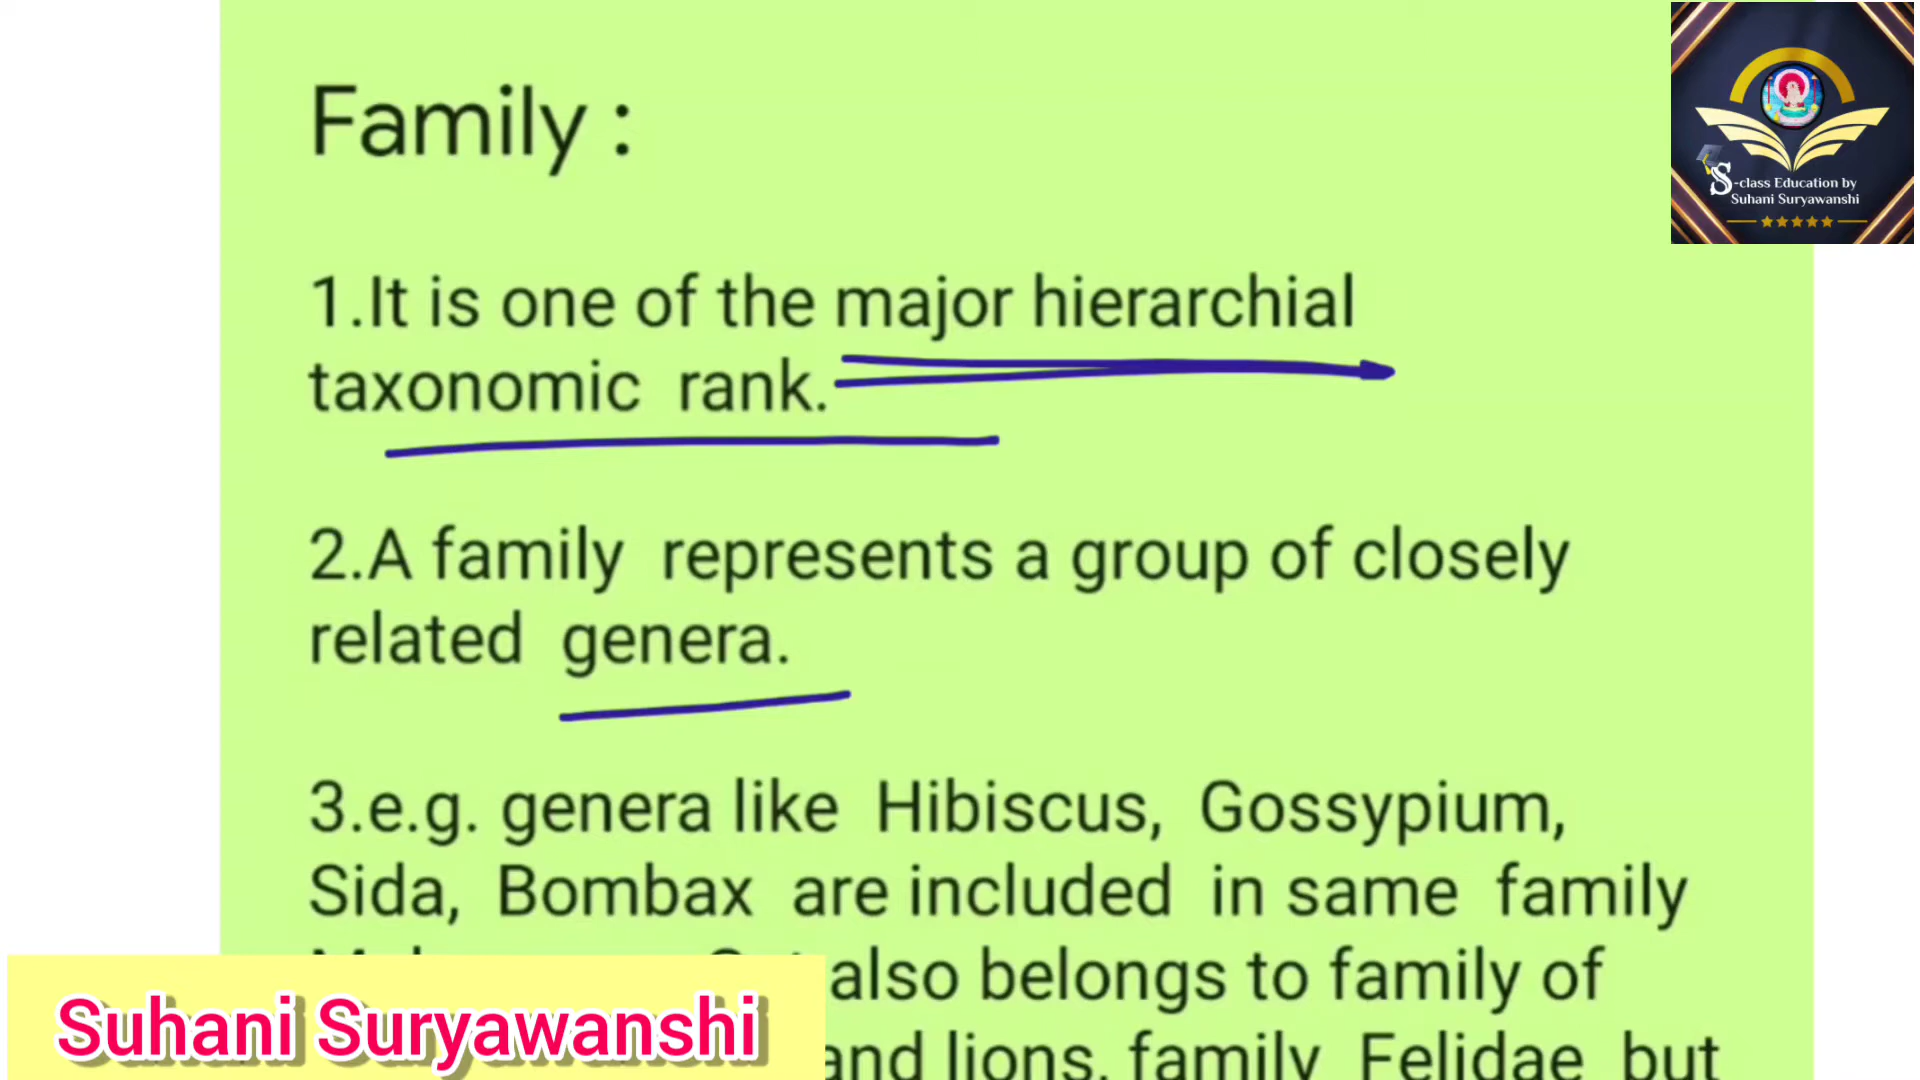 Family :
1.It is one of the major hierarchial
taxonomic rank.
2.A family represents a group of closely
related genera.
3.e.g. genera like Hibiscus, Gossypium,
Sida, Bombax are included in same family
also belongs to family of
and lions, family Felidae but
S-class Education by
Suhani Suryawanshi
Suhani Suryawanshi